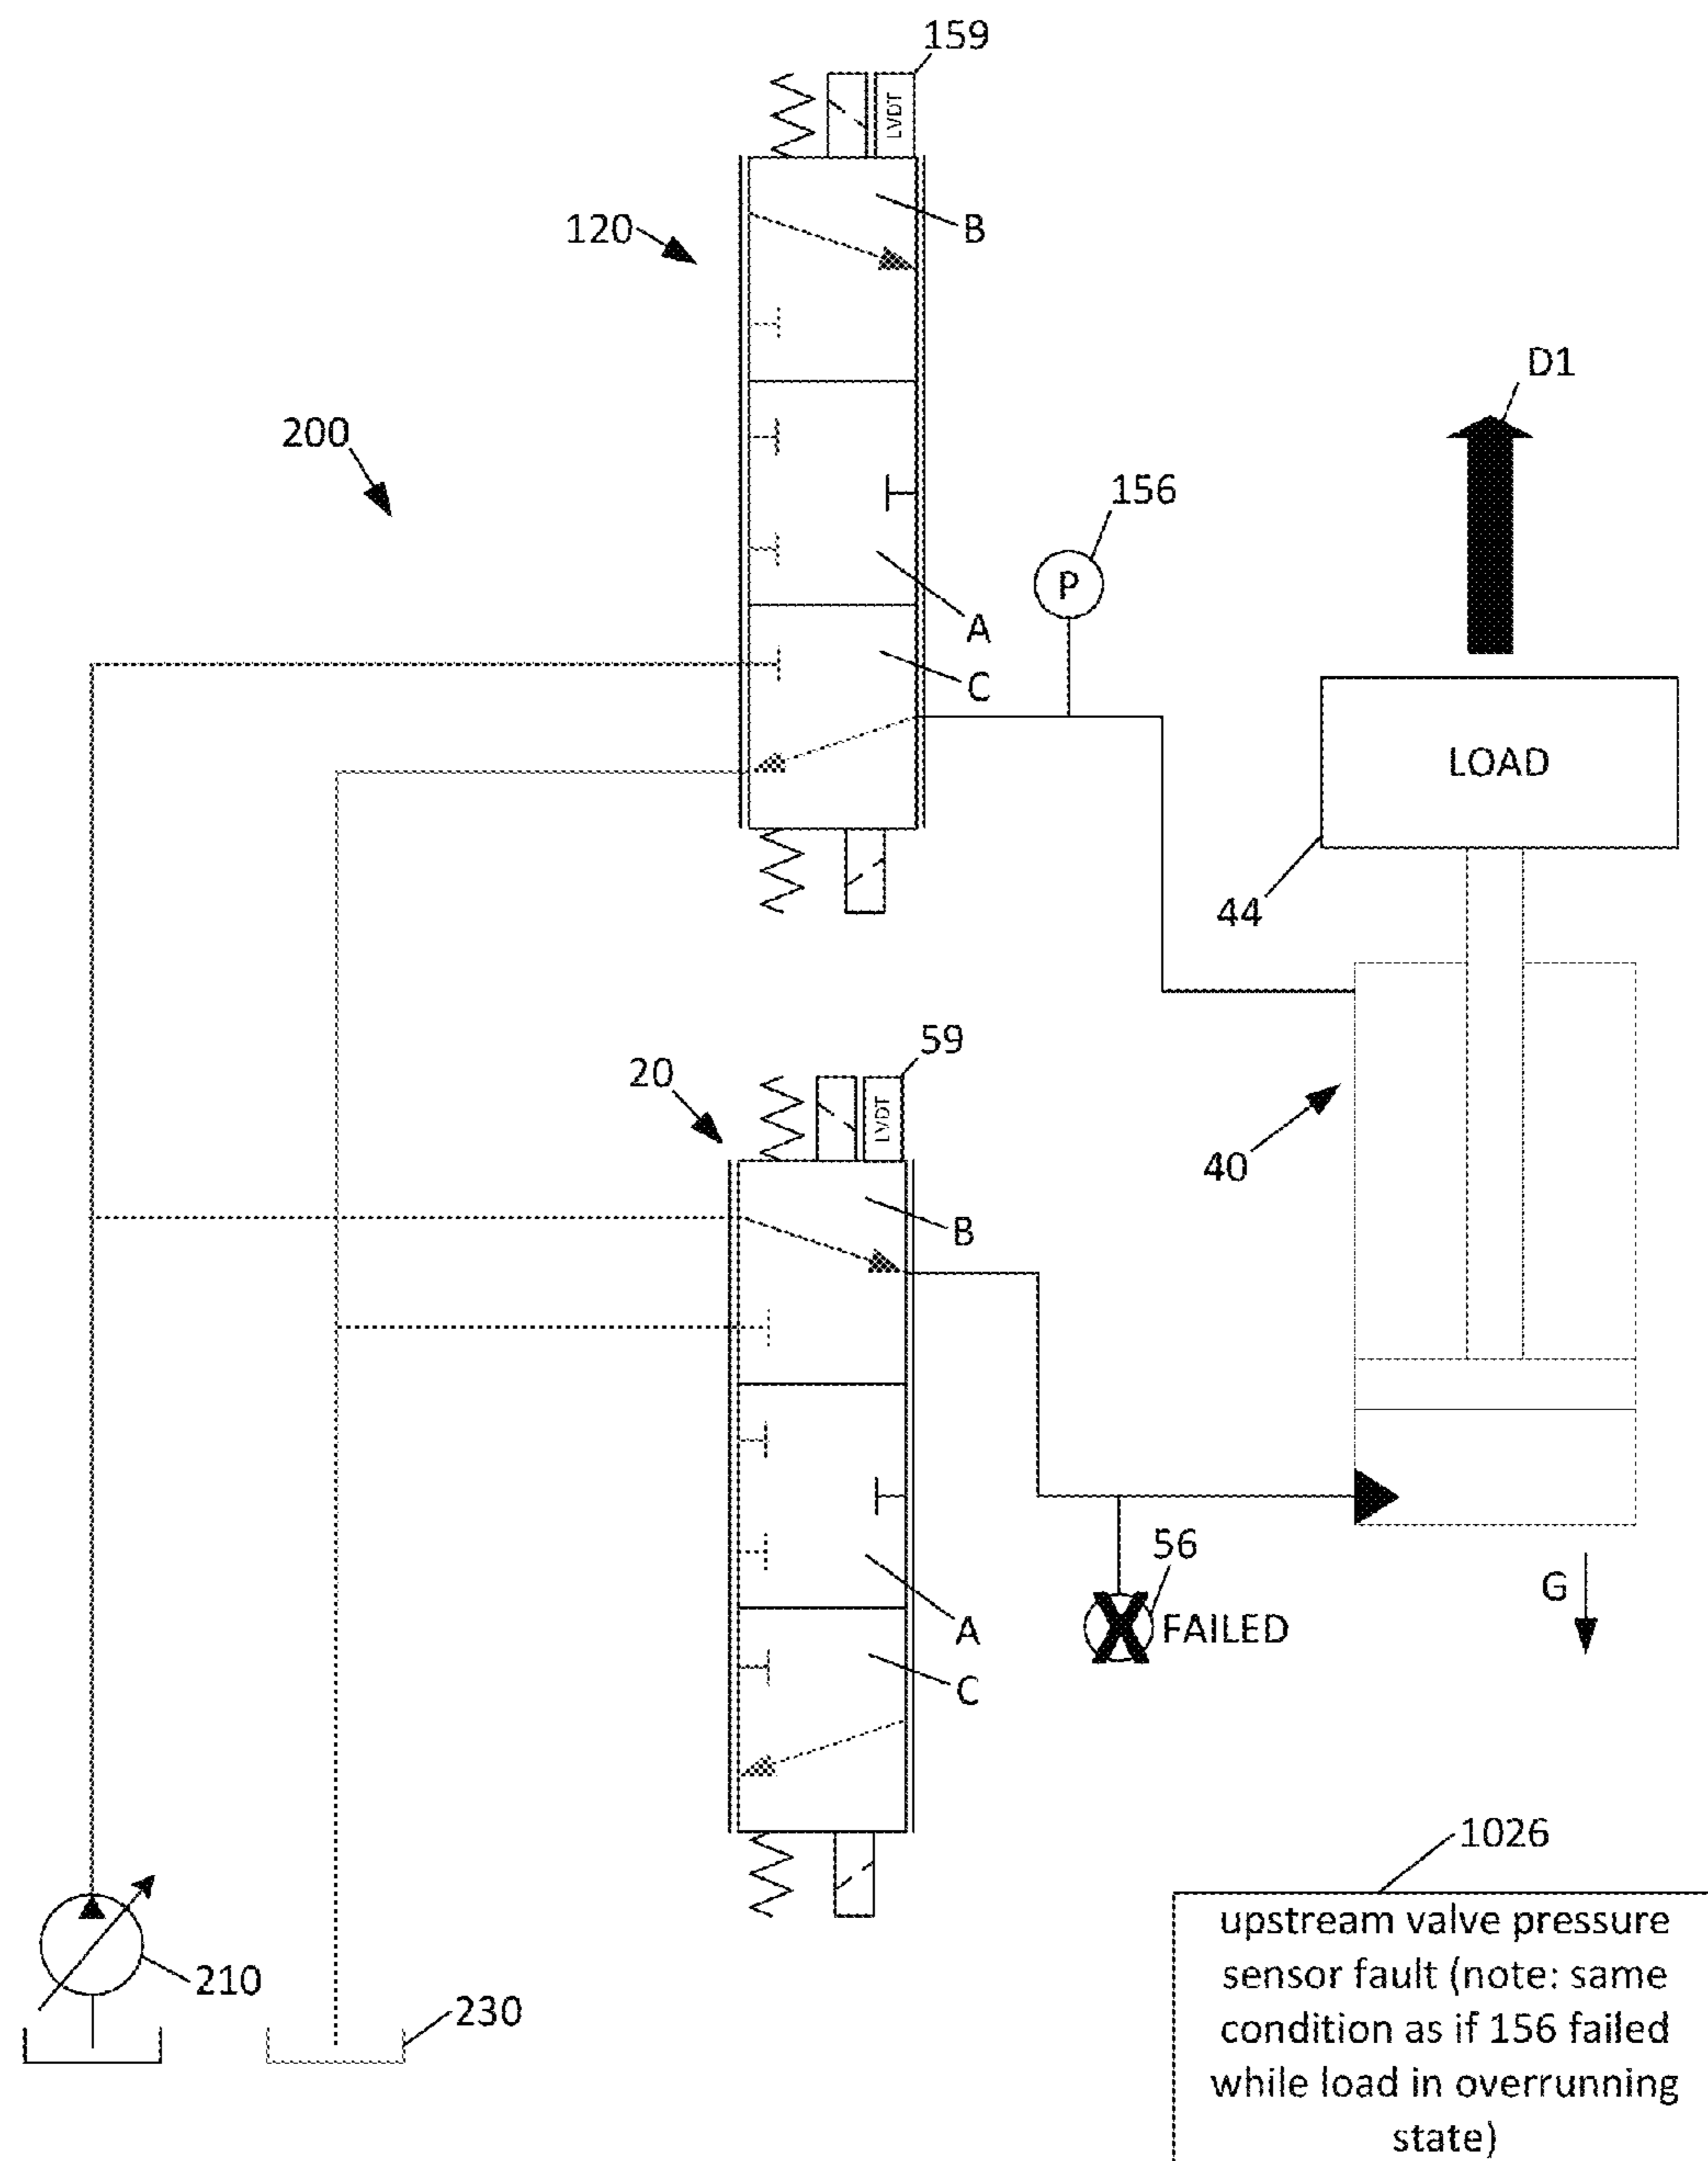 159
LVDT
120
B
D1
200
156
P
A
C
LOAD
44
59
20
LVDT
40
B
56
FAILED
G
A
C
1026
210
230
upstream valve pressure
sensor fault (note: same
condition as if 156 failed
while load in overrunning
state)